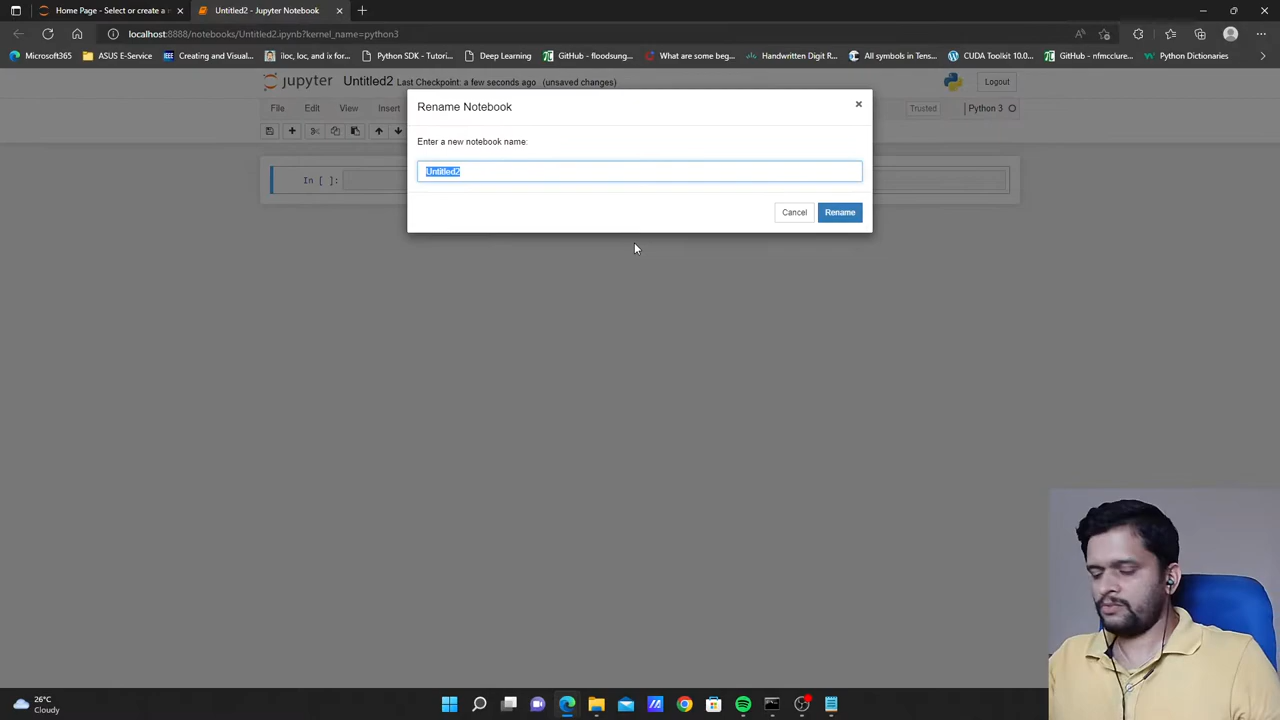 Home Page - Select or create a n
Untitled2 - Jupyter Notebook
localhost:8888/notebooks/Untitled2.ipynb?kernel_name=python3
Microsoft365
ASUS E-Service
Creating and Visual...
iloc, loc, and ix for...
Python SDK - Tutori...
Deep Learning
GitHub - floodsung...
What are some beg...
Handwritten Digit R...
All symbols in Tens...
CUDA Toolkit 10.0...
GitHub - nfmcclure...
Python Dictionaries
jupyter Untitled2 Last Checkpoint: a few seconds ago (unsaved changes)
Logout
File Edit View Insert
Trusted
Python 3
Rename Notebook
Enter a new notebook name:
Untitled2
Cancel
Rename
In [ ]:
26°C
Cloudy